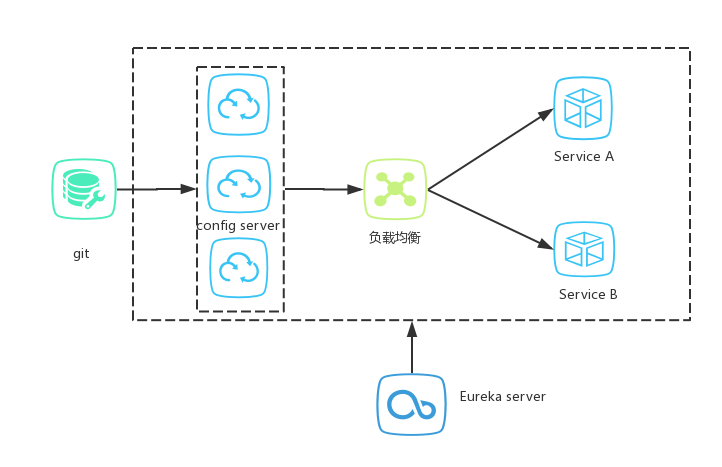 Service A
config server
负载均衡
git
Service B
Eureka server